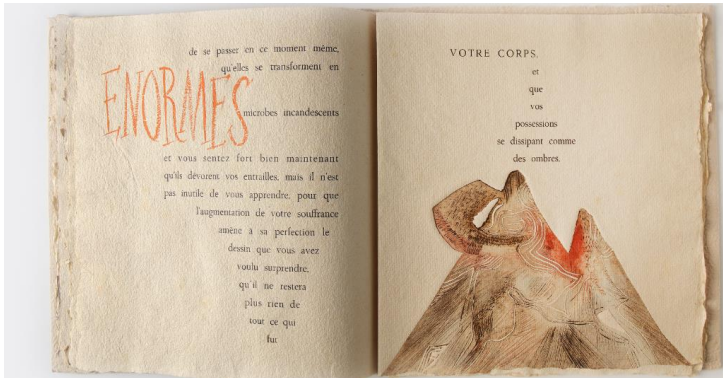 de se passer en ce moment même,
qu'elles se transforment en
ENORMES
microbes incandescents
et vous sentez fort bien maintenant
qu'ils dévorent vos entrailles, mais il n'est
pas inutile de vous apprendre, pour que
l'augmentation de votre souffrance
amène à sa perfection le
dessin que vous avez
voulu surprendre,
qu'il ne restera
plus rien de
tout ce qui
fut
VOTRE CORPS,
et
que
vos
possessions
se dissipant comme
des ombres.